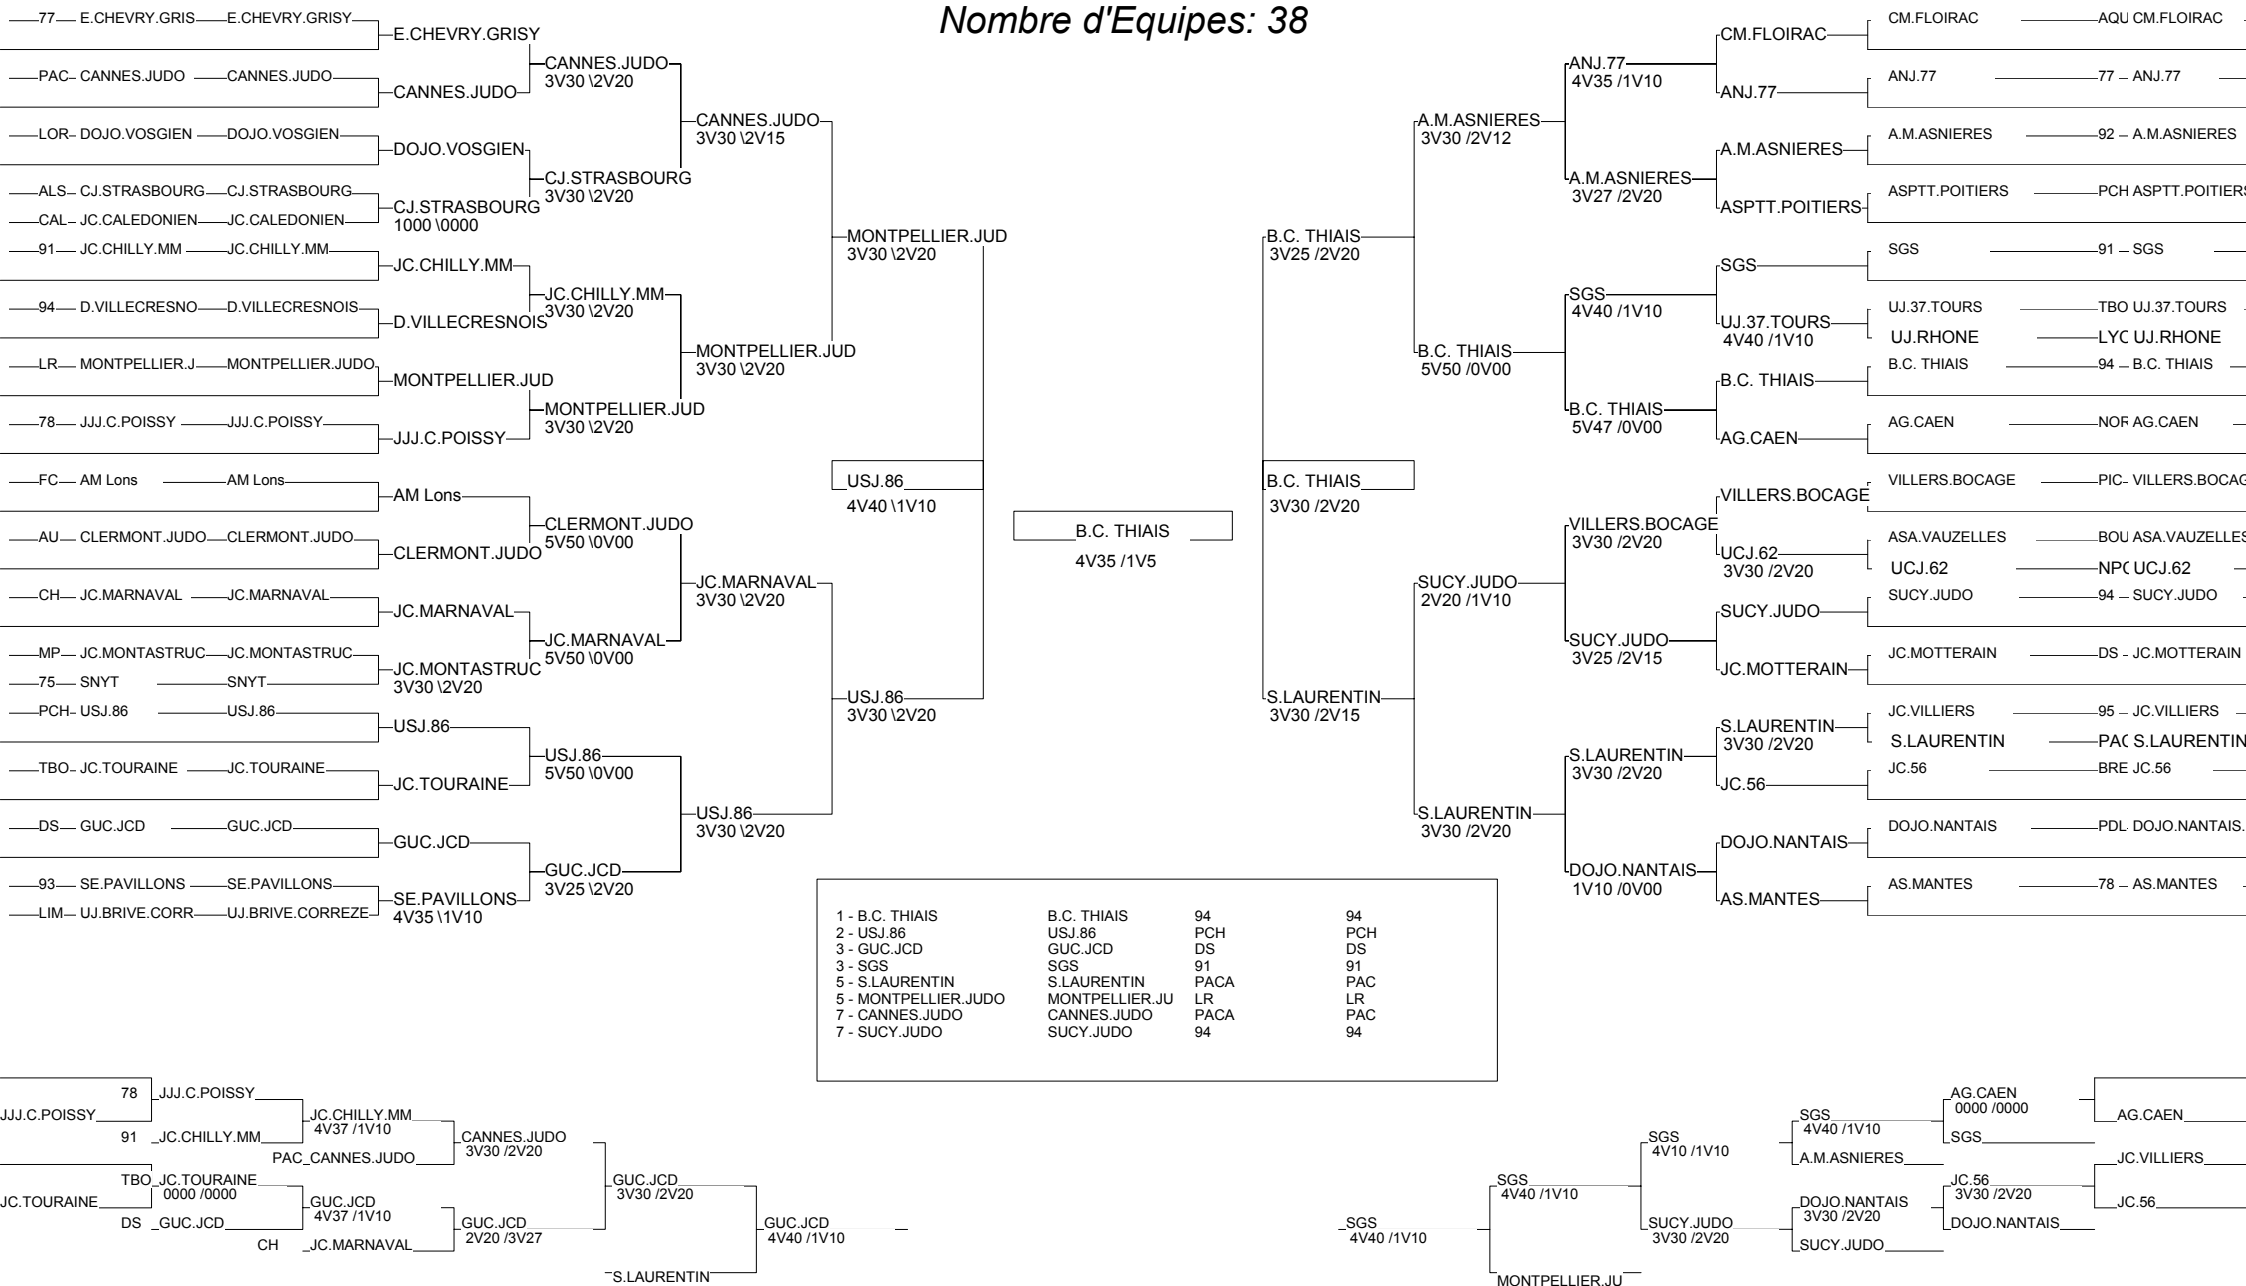 Nombre d'Equipes: 38
77 E.CHEVRY.GRIS E.CHEVRY.GRISY
PAC CANNES.JUDO CANNES.JUDO
LOR DOJO.VOSGIEN DOJO.VOSGIEN
ALS CJ.STRASBOURG CJ.STRASBOURG
CAL JC.CALEDONIEN JC.CALEDONIEN
91 JC.CHILLY.MM JC.CHILLY.MM
94 D.VILLECRESNO D.VILLECRESNOIS
LR MONTPELLIER.J MONTPELLIER.JUDO
78 JJJ.C.POISSY JJJ.C.POISSY
FC AM Lons AM Lons
AU CLERMONT.JUDO CLERMONT.JUDO
CH JC.MARNAVAL JC.MARNAVAL
MP JC.MONTASTRUC JC.MONTASTRUC
75 SNYT SNYT
PCH USJ.86 USJ.86
TBO JC.TOURAINE JC.TOURAINE
DS GUC.JCD GUC.JCD
93 SE.PAVILLONS SE.PAVILLONS
LIM UJ.BRIVE.CORR UJ.BRIVE.CORREZE
E.CHEVRY.GRISY
CANNES.JUDO
DOJO.VOSGIEN
CJ.STRASBOURG
1000 \0000
JC.CHILLY.MM
D.VILLECRESNOIS
MONTPELLIER.JUD
JJJ.C.POISSY
AM Lons
CLERMONT.JUDO
JC.MARNAVAL
JC.MONTASTRUC
3V30 \2V20
USJ.86
JC.TOURAINE
GUC.JCD
SE.PAVILLONS
4V35 \1V10
CANNES.JUDO
3V30 \2V20
CJ.STRASBOURG
3V30 \2V20
JC.CHILLY.MM
3V30 \2V20
MONTPELLIER.JUD
3V30 \2V20
CLERMONT.JUDO
5V50 \0V00
JC.MARNAVAL
5V50 \0V00
USJ.86
5V50 \0V00
GUC.JCD
3V25 \2V20
CANNES.JUDO
3V30 \2V15
MONTPELLIER.JUD
3V30 \2V20
JC.MARNAVAL
3V30 \2V20
USJ.86
3V30 \2V20
MONTPELLIER.JUD
3V30 \2V20
USJ.86
3V30 \2V20
USJ.86
4V40 \1V10
B.C. THIAIS
4V35 /1V5
B.C. THIAIS
3V30 /2V20
B.C. THIAIS
3V25 /2V20
S.LAURENTIN
3V30 /2V15
A.M.ASNIERES
3V30 /2V12
B.C. THIAIS
5V50 /0V00
SUCY.JUDO
2V20 /1V10
S.LAURENTIN
3V30 /2V20
ANJ.77
4V35 /1V10
A.M.ASNIERES
3V27 /2V20
SGS
4V40 /1V10
B.C. THIAIS
5V47 /0V00
VILLERS.BOCAGE
3V30 /2V20
SUCY.JUDO
3V25 /2V15
S.LAURENTIN
3V30 /2V20
DOJO.NANTAIS
1V10 /0V00
CM.FLOIRAC
ANJ.77
A.M.ASNIERES
ASPTT.POITIERS
SGS
UJ.37.TOURS
4V40 /1V10
B.C. THIAIS
AG.CAEN
VILLERS.BOCAGE
UCJ.62
3V30 /2V20
SUCY.JUDO
JC.MOTTERAIN
S.LAURENTIN
3V30 /2V20
JC.56
DOJO.NANTAIS
AS.MANTES
CM.FLOIRAC AQU CM.FLOIRAC
ANJ.77 77 ANJ.77
A.M.ASNIERES 92 A.M.ASNIERES
ASPTT.POITIERS PCH ASPTT.POITIERS
SGS 91 SGS
UJ.37.TOURS TBO UJ.37.TOURS
UJ.RHONE LYO UJ.RHONE
B.C. THIAIS 94 B.C. THIAIS
AG.CAEN NOR AG.CAEN
VILLERS.BOCAGE PIC VILLERS.BOCAG
ASA.VAUZELLES BOU ASA.VAUZELLES
UCJ.62 NPC UCJ.62
SUCY.JUDO 94 SUCY.JUDO
JC.MOTTERAIN DS JC.MOTTERAIN
JC.VILLIERS 95 JC.VILLIERS
S.LAURENTIN PAC S.LAURENTIN
JC.56 BRE JC.56
DOJO.NANTAIS PDL DOJO.NANTAIS.
AS.MANTES 78 AS.MANTES
1 - B.C. THIAIS B.C. THIAIS 94 94
2 - USJ.86 USJ.86 PCH PCH
3 - GUC.JCD GUC.JCD DS DS
3 - SGS SGS 91 91
5 - S.LAURENTIN S.LAURENTIN PACA PAC
5 - MONTPELLIER.JUDO MONTPELLIER.JU LR LR
7 - CANNES.JUDO CANNES.JUDO PACA PAC
7 - SUCY.JUDO SUCY.JUDO 94 94
JJJ.C.POISSY
JC.TOURAINE
78 JJJ.C.POISSY
91 JC.CHILLY.MM
TBO JC.TOURAINE
0000 /0000
DS GUC.JCD
JC.CHILLY.MM
4V37 /1V10
PAC CANNES.JUDO
GUC.JCD
4V37 /1V10
CH JC.MARNAVAL
CANNES.JUDO
3V30 /2V20
GUC.JCD
2V20 /3V27
GUC.JCD
3V30 /2V20
S.LAURENTIN
GUC.JCD
4V40 /1V10
SGS
4V40 /1V10
SGS
4V40 /1V10
MONTPELLIER.JU
SGS
4V10 /1V10
SUCY.JUDO
3V30 /2V20
SGS
4V40 /1V10
A.M.ASNIERES
DOJO.NANTAIS
3V30 /2V20
SUCY.JUDO
AG.CAEN
0000 /0000
SGS
JC.56
3V30 /2V20
DOJO.NANTAIS
AG.CAEN
JC.VILLIERS
JC.56